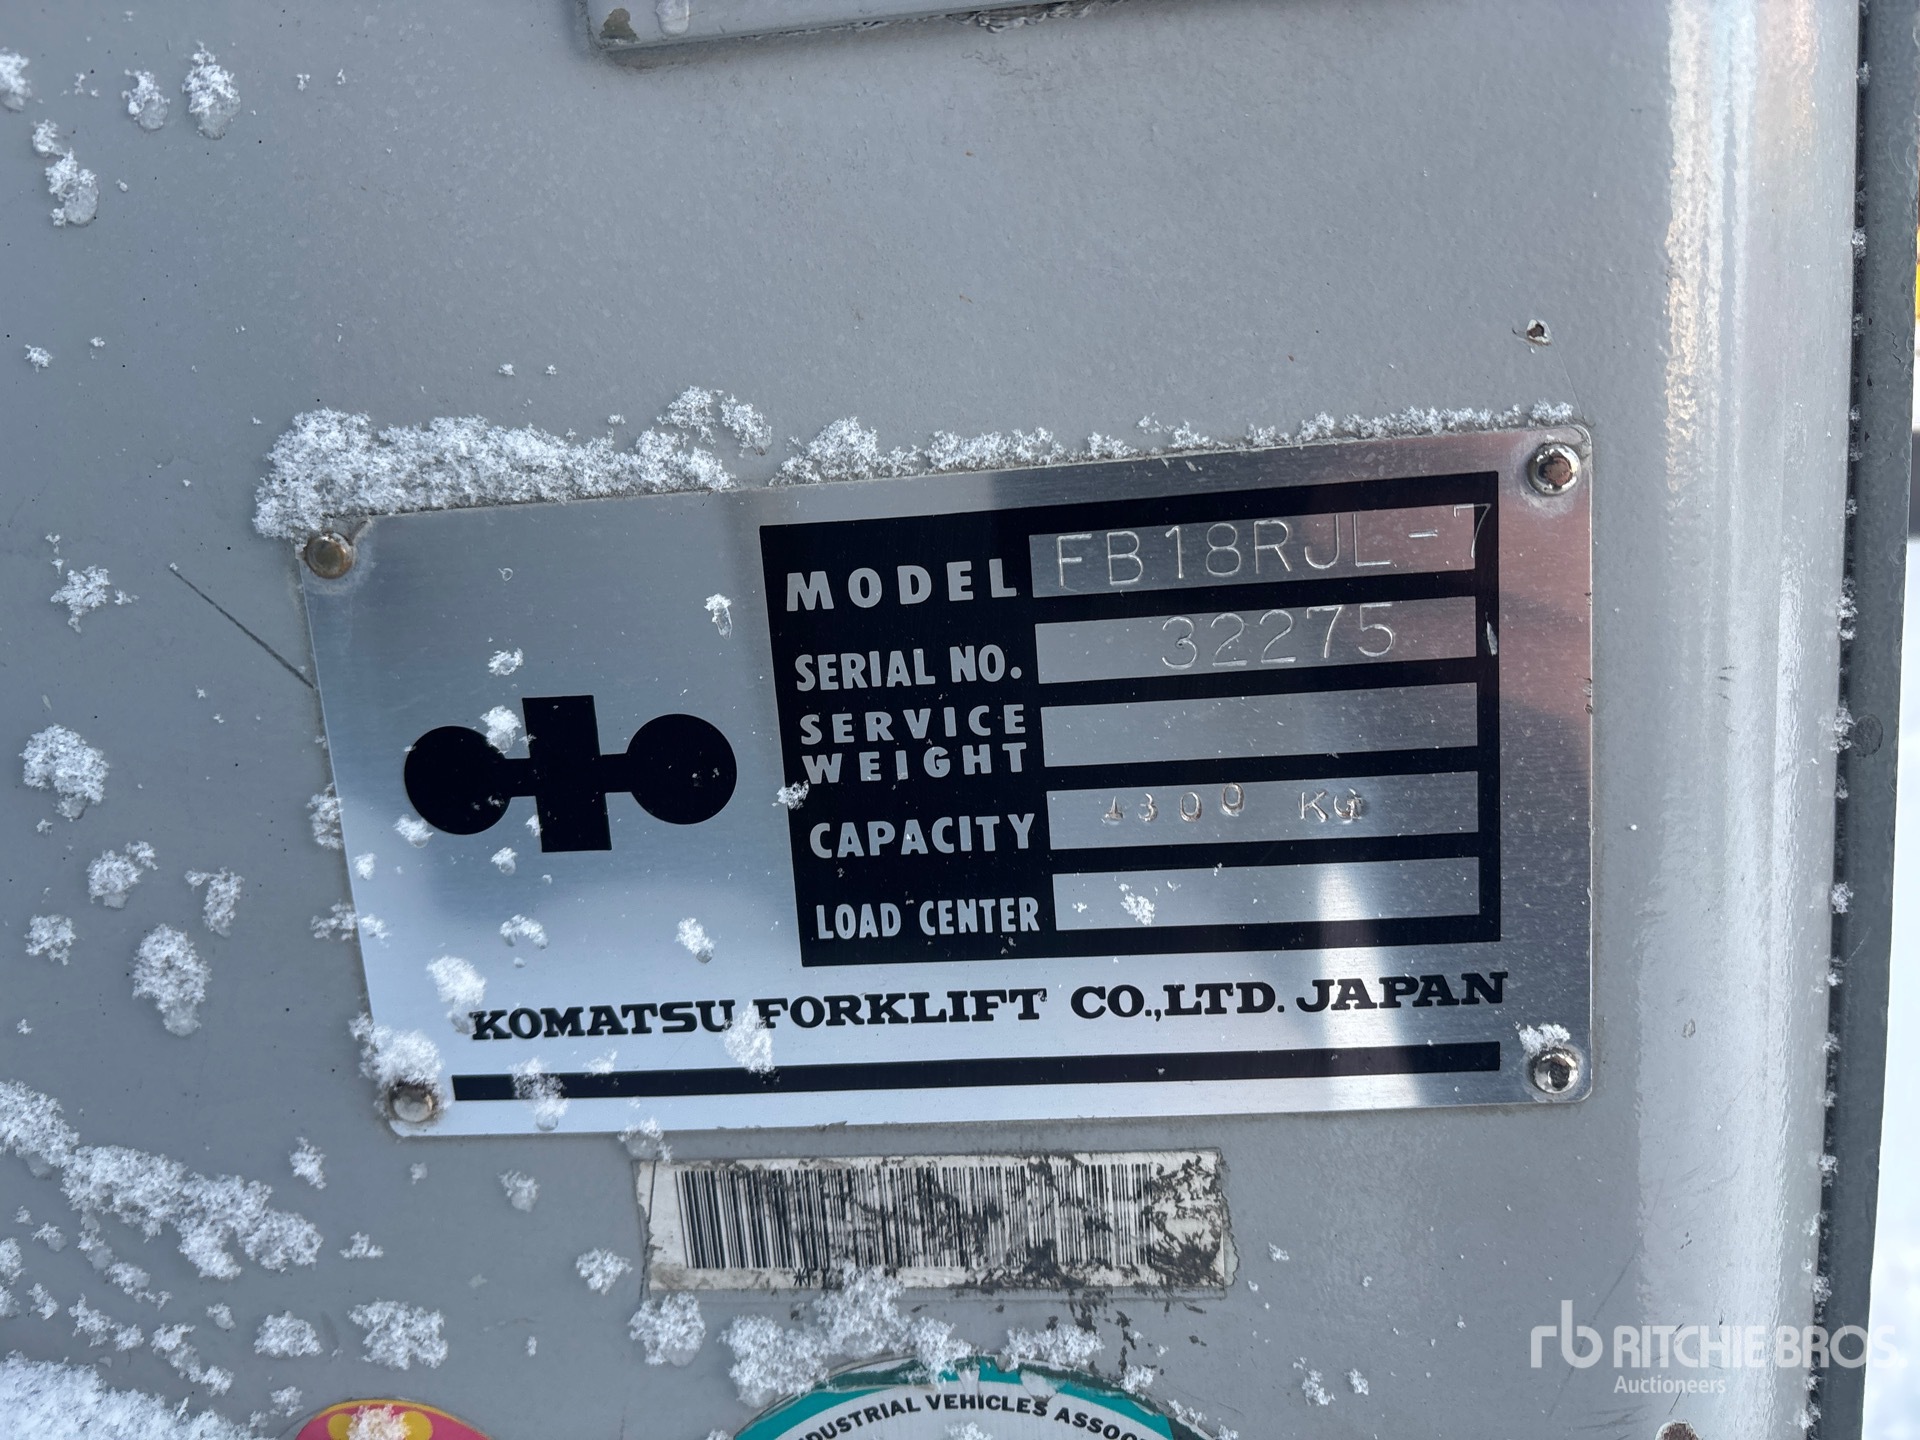 MODEL FB18RJL-7
SERIAL NO. 32275
SERVICE
WEIGHT
CAPACITY 1300 KG
LOAD CENTER
KOMATSU FORKLIFT CO.,LTD. JAPAN
INDUSTRIAL VEHICLES
rb RITCHIE BROS.
Auctioneers